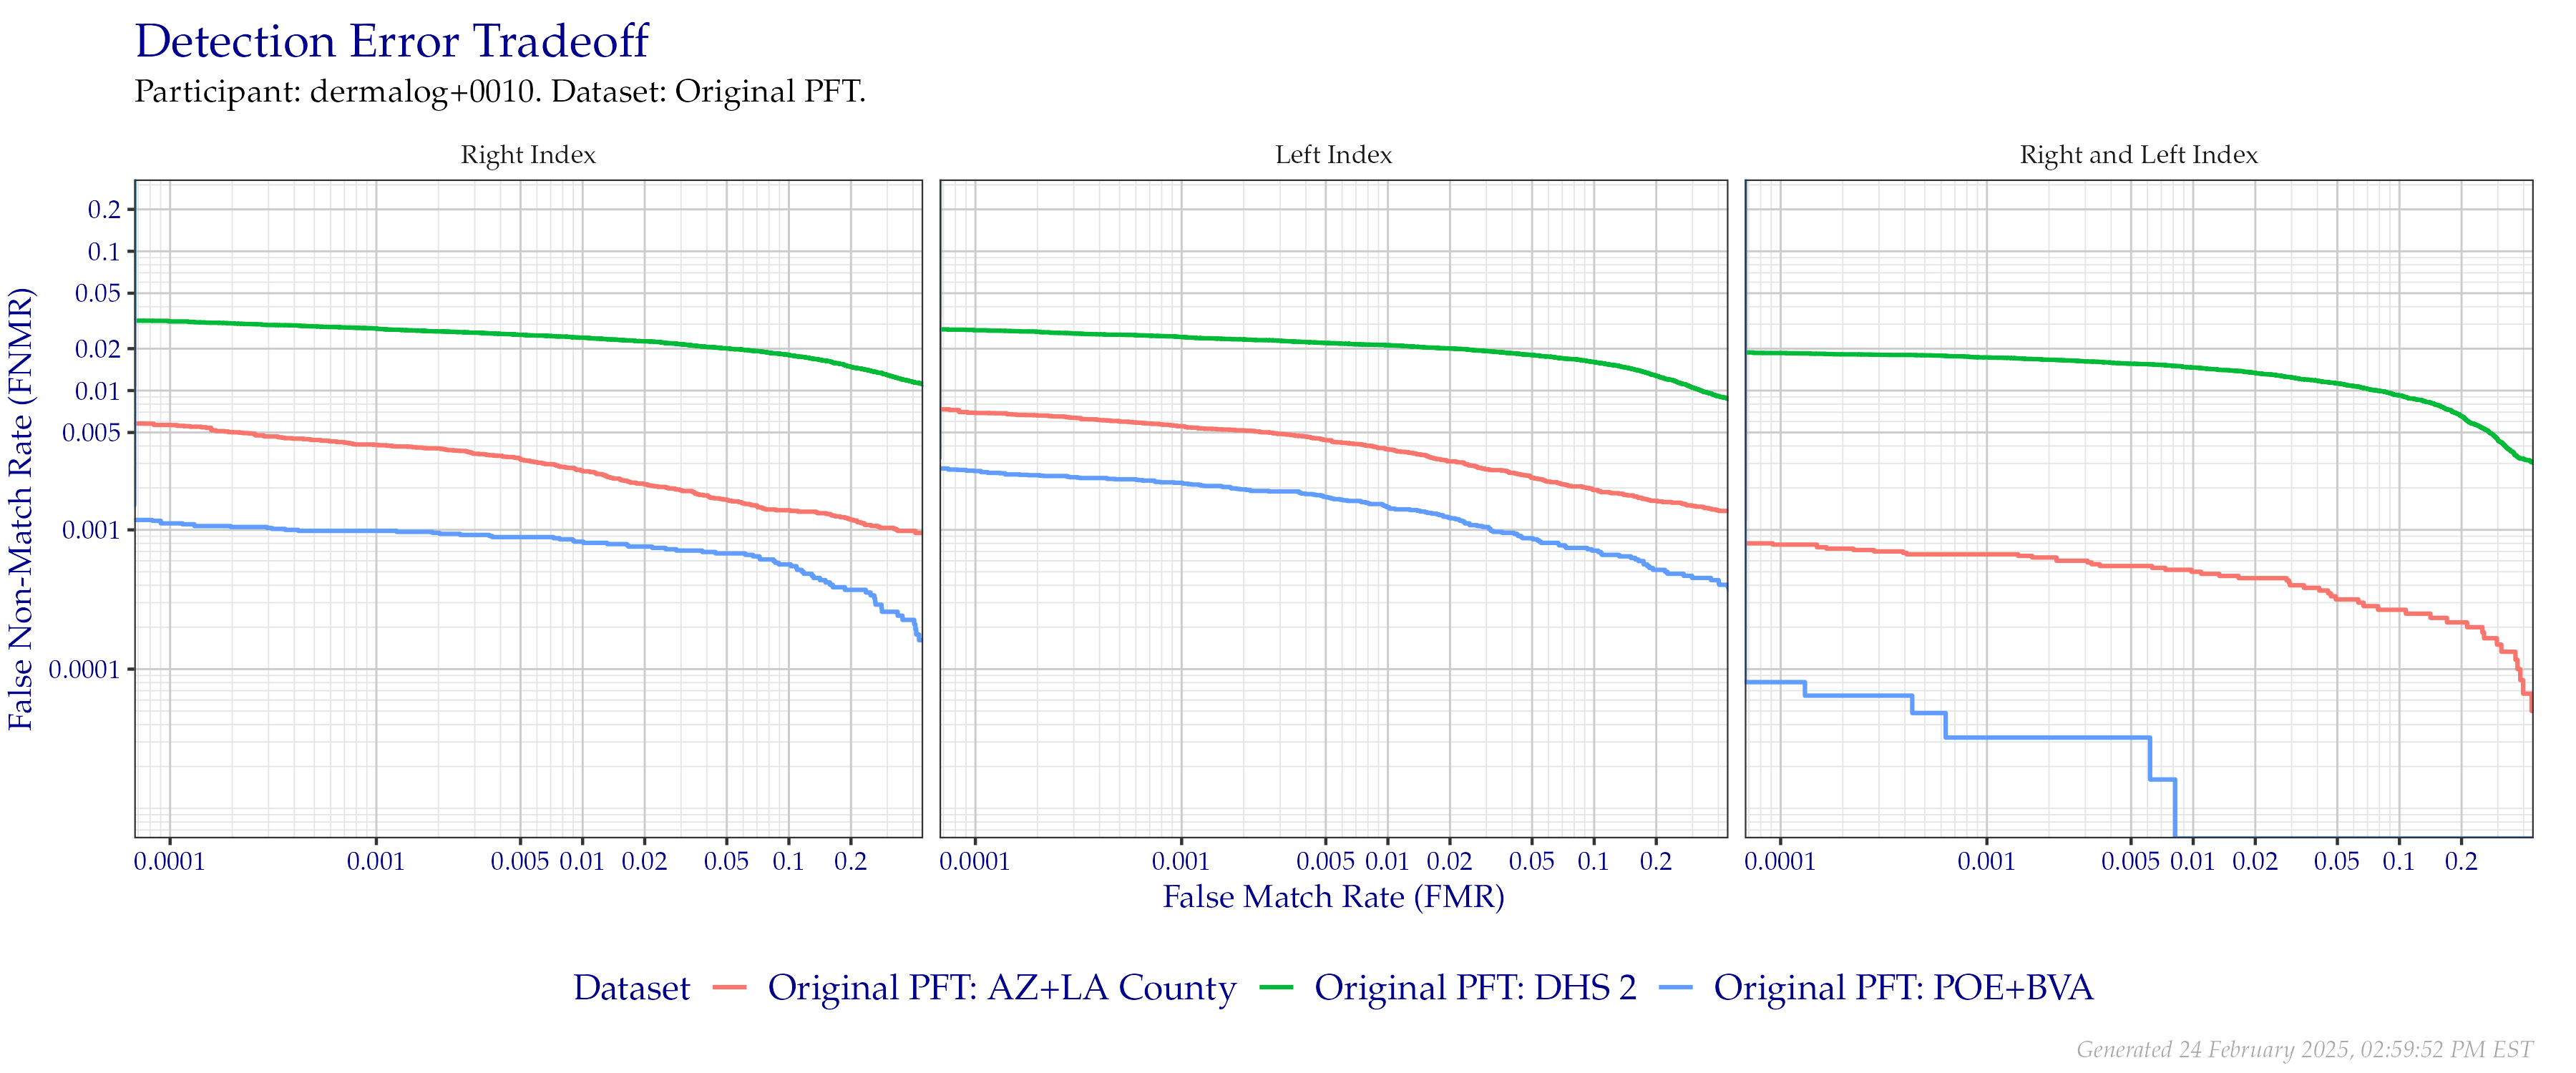 Detection Error Tradeoff
Participant: dermalog+0010. Dataset: Original PFT.
Right Index
Left Index
Right and Left Index
False Non-Match Rate (FNMR)
0.2
0.1
0.05
0.02
0.01
0.005
0.001
0.0001
0.0001 0.001 0.005 0.01 0.02 0.05 0.1 0.2
0.0001 0.001 0.005 0.01 0.02 0.05 0.1 0.2
0.0001 0.001 0.005 0.01 0.02 0.05 0.1 0.2
False Match Rate (FMR)
Dataset Original PFT: AZ+LA County Original PFT: DHS 2 Original PFT: POE+BVA
Generated 24 February 2025, 02:59:52 PM EST